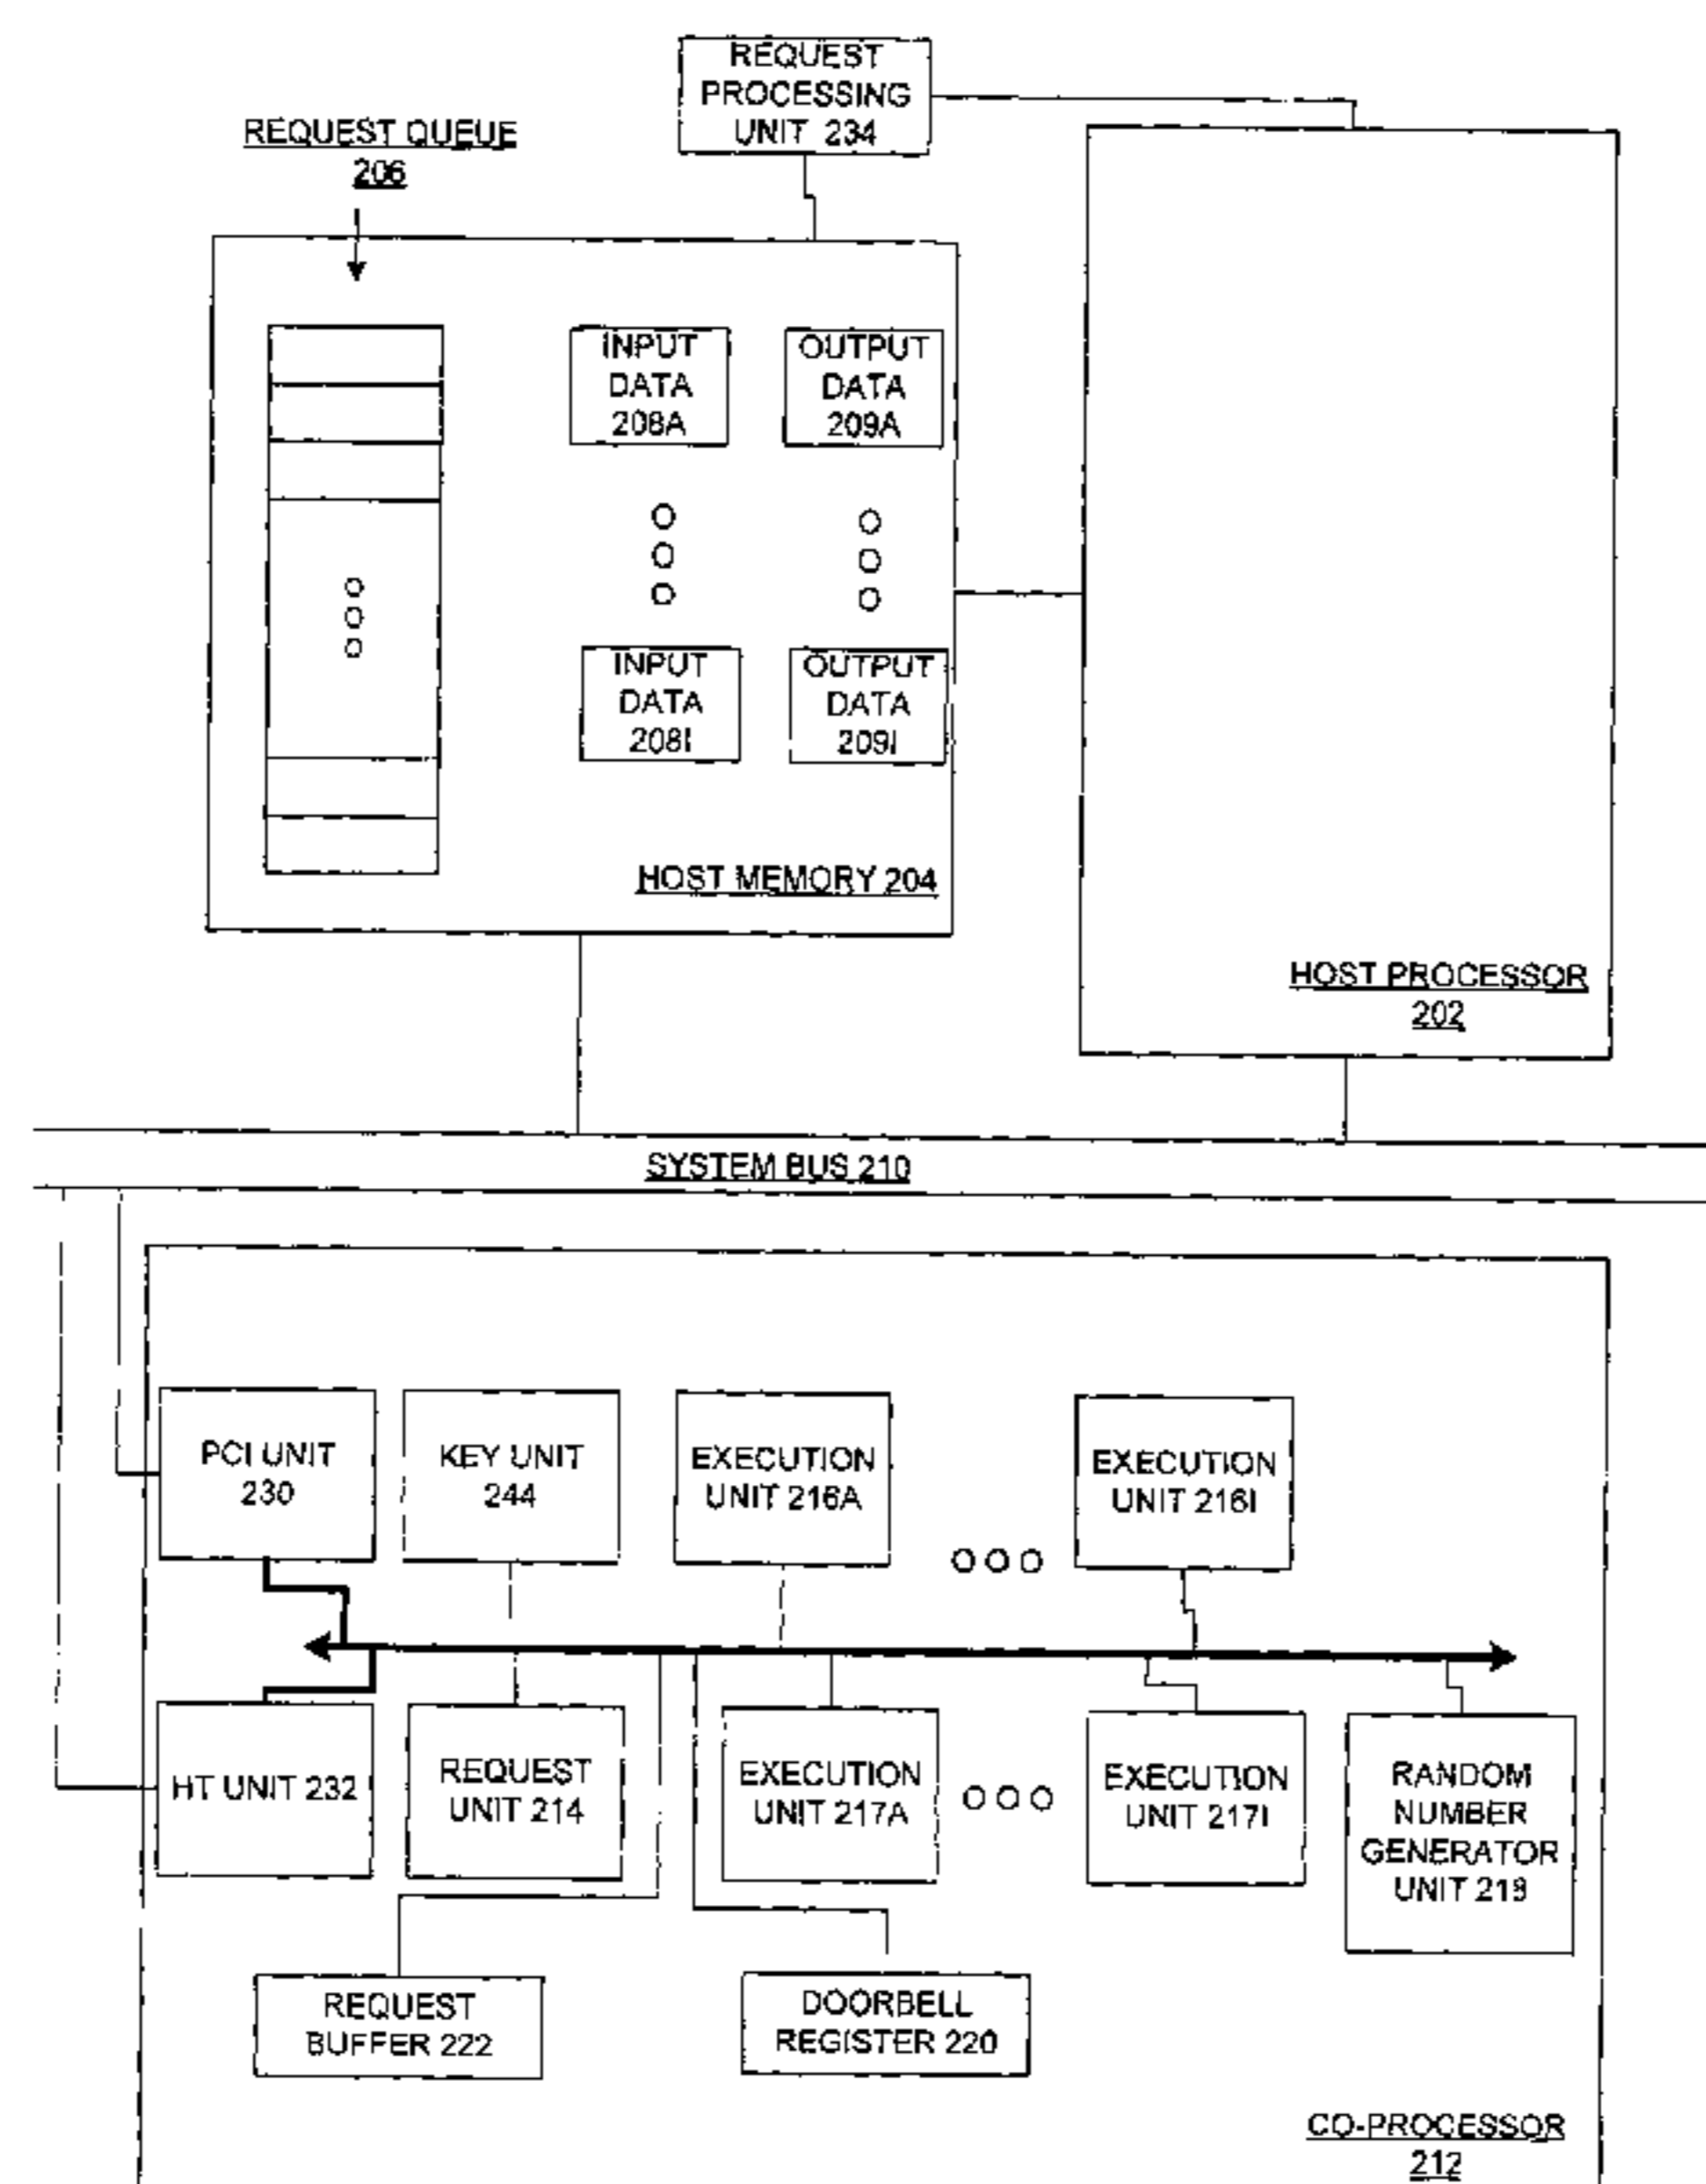 REQUEST
PROCESSING
UNIT 234
REQUEST QUEUE
206
INPUT
DATA
208A
OUTPUT
DATA
209A
INPUT
DATA
208I
OUTPUT
DATA
209I
HOST MEMORY 204
HOST PROCESSOR
202
SYSTEM BUS 210
PCI UNIT
230
KEY UNIT
244
EXECUTION
UNIT 216A
EXECUTION
UNIT 216I
HT UNIT 232
REQUEST
UNIT 214
EXECUTION
UNIT 217A
EXECUTION
UNIT 217I
RANDOM
NUMBER
GENERATOR
UNIT 218
REQUEST
BUFFER 222
DOORBELL
REGISTER 220
CO-PROCESSOR
212